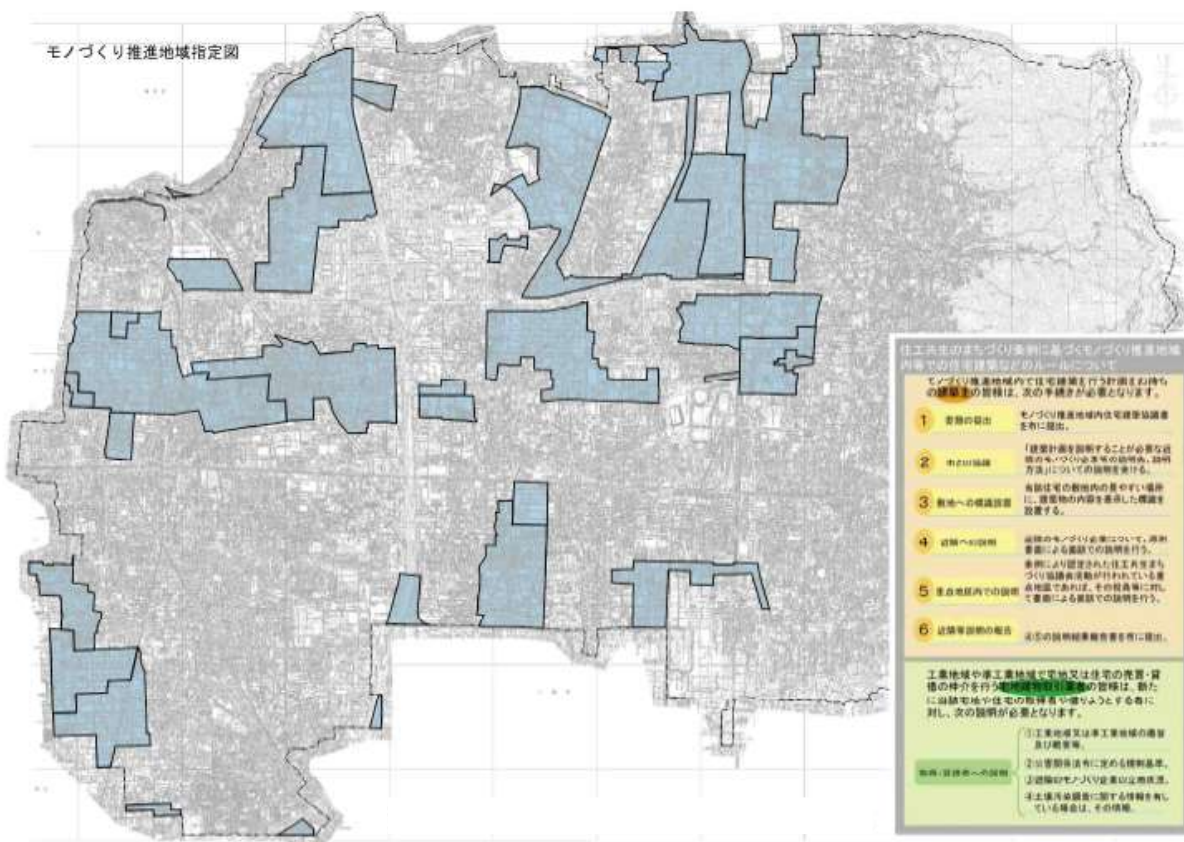 モノづくり推進地域指定図
住工共生のまちづくり条例に基づくモノづくり推進地域
内等での住宅建築などのルールについて
モノづくり推進地域内で住宅建築を行う計画をお持ち
の建築主の皆様は、次の手続きが必要となります。
1 書類の提出
モノづくり推進地域内住宅建築協議書
を市に提出。
2 市との協議
「建築計画を説明することが必要な近
隣のモノづくり企業等の説明先、説明
方法」についての説明を受ける。
3 敷地への標識設置
当該住宅の敷地内の見やすい場所
に、建築物の内容を表示した標識を
設置する。
4 近隣への説明
近隣のモノづくり企業について、原則
書面による面談での説明を行う。
5 重点地区内での説明
条例により認定された住工共生まち
づくり協議会活動が行われている重
点地区であれば、その役員等に対し
て書面による面談での説明を行う。
6 近隣等説明の報告
④⑤の説明結果報告書を市に提出。
工業地域や準工業地域で宅地又は住宅の売買・賃
借の仲介を行う宅地建物取引業者の皆様は、新た
に当該宅地や住宅の取得者や借りようとする者に
対し、次の説明が必要となります。
取得・賃借者への説明
①工業地域又は準工業地域の趣旨
及び概要等。
②公害関係法令に定める規制基準。
③近隣のモノづくり企業の立地状況。
④土壌汚染調査に関する情報を有し
ている場合は、その情報。